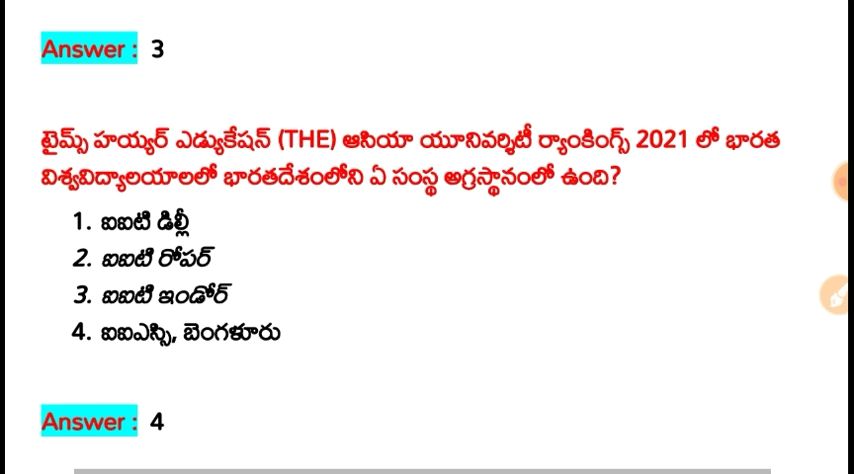 Answer : 3
టైమ్స్ హయ్యర్ ఎడ్యుకేషన్ (THE) ఆసియా యూనివర్శిటీ ర్యాంకింగ్స్ 2021 లో భారత
విశ్వవిద్యాలయాలలో భారతదేశంలోని ఏ సంస్థ అగ్రస్థానంలో ఉంది?
1. ఐఐటి డిల్లీ
2. ఐఐటి రోపర్
3. ఐఐటి ఇండోర్
4. ఐఐఎస్సి, బెంగళూరు
Answer : 4